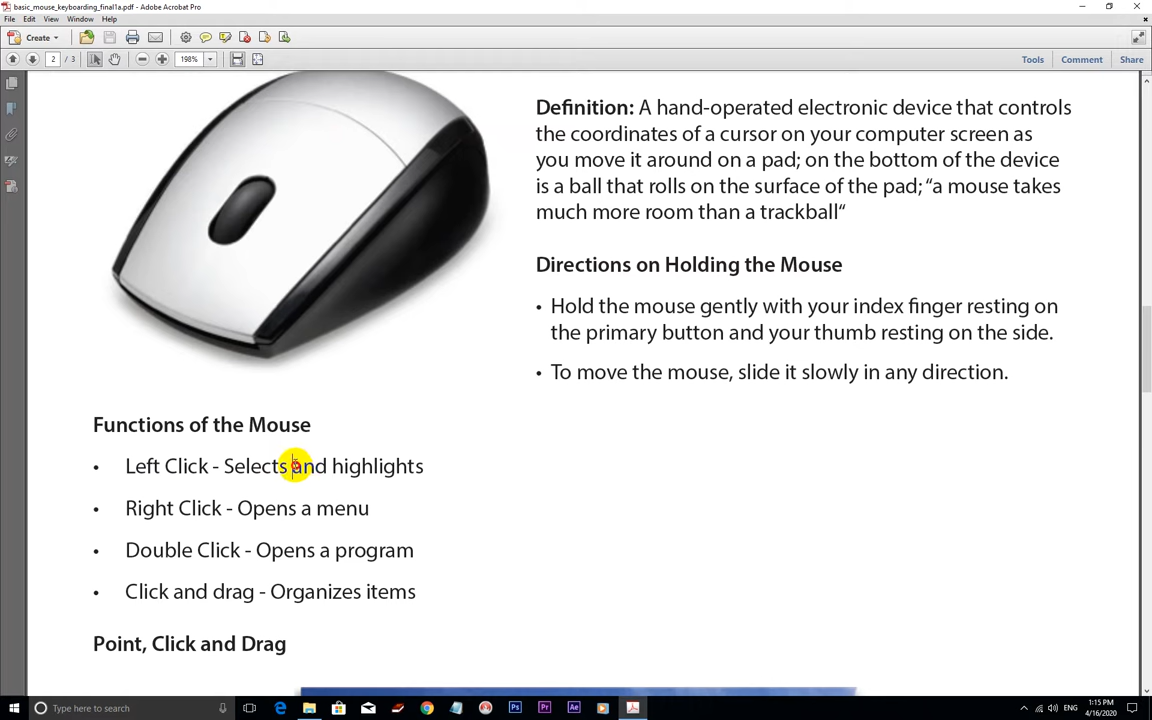 basic_mouse_keyboarding_final1a.pdf - Adobe Acrobat Pro
File Edit View Window Help
Create
2 / 3 198% Tools Comment Share
Definition: A hand-operated electronic device that controls
the coordinates of a cursor on your computer screen as
you move it around on a pad; on the bottom of the device
is a ball that rolls on the surface of the pad; “a mouse takes
much more room than a trackball“
Directions on Holding the Mouse
• Hold the mouse gently with your index finger resting on
the primary button and your thumb resting on the side.
• To move the mouse, slide it slowly in any direction.
Functions of the Mouse
• Left Click - Selects and highlights
• Right Click - Opens a menu
• Double Click - Opens a program
• Click and drag - Organizes items
Point, Click and Drag
Type here to search
Ps Pr Ae
ENG
1:15 PM
4/16/2020